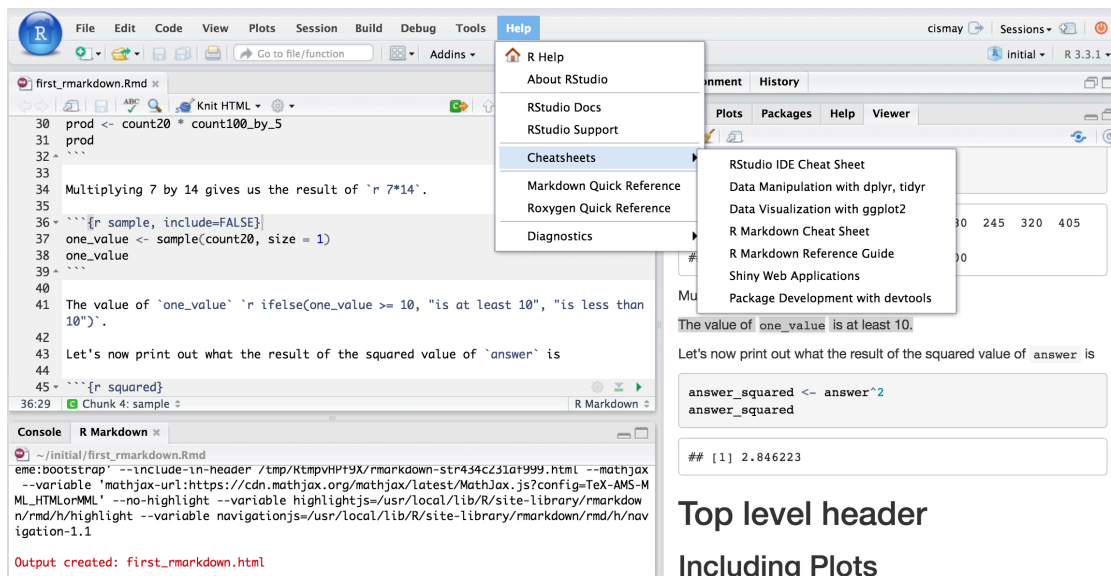 R File Edit Code View Plots Session Build Debug Tools Help cismay Sessions
Go to file/function Addins initial R 3.3.1
R Help
About RStudio
RStudio Docs
RStudio Support
Cheatsheets
Markdown Quick Reference
Roxygen Quick Reference
Diagnostics
RStudio IDE Cheat Sheet
Data Manipulation with dplyr, tidyr
Data Visualization with ggplot2
R Markdown Cheat Sheet
R Markdown Reference Guide
Shiny Web Applications
Package Development with devtools
first_rmarkdown.Rmd
ABC Knit HTML
30 prod <- count20 * count100_by_5
31 prod
32 ```
33
34 Multiplying 7 by 14 gives us the result of `r 7*14`.
35
36 ```{r sample, include=FALSE}
37 one_value <- sample(count20, size = 1)
38 one_value
39 ```
40
41 The value of `one_value` `r ifelse(one_value >= 10, "is at least 10", "is less than
10")`.
42
43 Let's now print out what the result of the squared value of `answer` is
44
45 ```{r squared}
36:29 Chunk 4: sample R Markdown
Console R Markdown
~/initial/first_rmarkdown.Rmd
eme:bootstrap' --include-in-header /tmp/RtmpvHPf9X/rmarkdown-str434c231af999.html --mathjax
--variable 'mathjax-url:https://cdn.mathjax.org/mathjax/latest/MathJax.js?config=TeX-AMS-M
ML_HTMLorMML' --no-highlight --variable highlightjs=/usr/local/lib/R/site-library/rmarkdow
n/rmd/h/highlight --variable navigationjs=/usr/local/lib/R/site-library/rmarkdown/rmd/h/nav
igation-1.1
Output created: first_rmarkdown.html
History
Plots Packages Help Viewer
245 320 405
The value of one_value is at least 10.
Let's now print out what the result of the squared value of answer is
answer_squared <- answer^2
answer_squared
## [1] 2.846223
Top level header
Including Plots